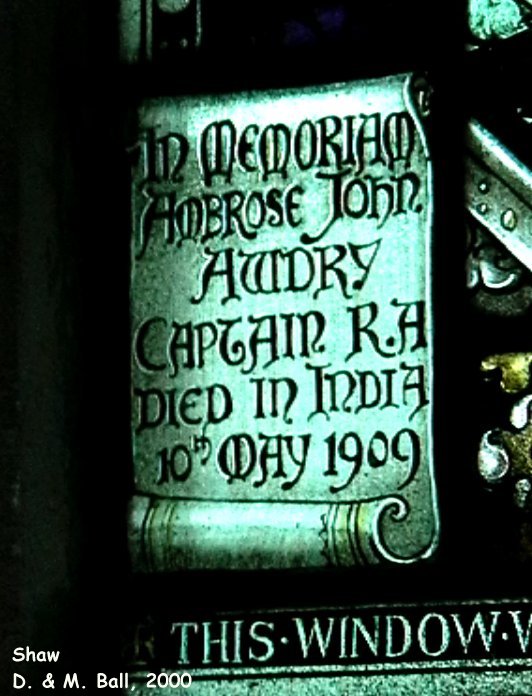 In Memoriam
Ambrose John
Awdry
Captain R.A
Died in India
10th May 1909
THIS·WINDOW·W
Shaw
D. & M. Ball, 2000